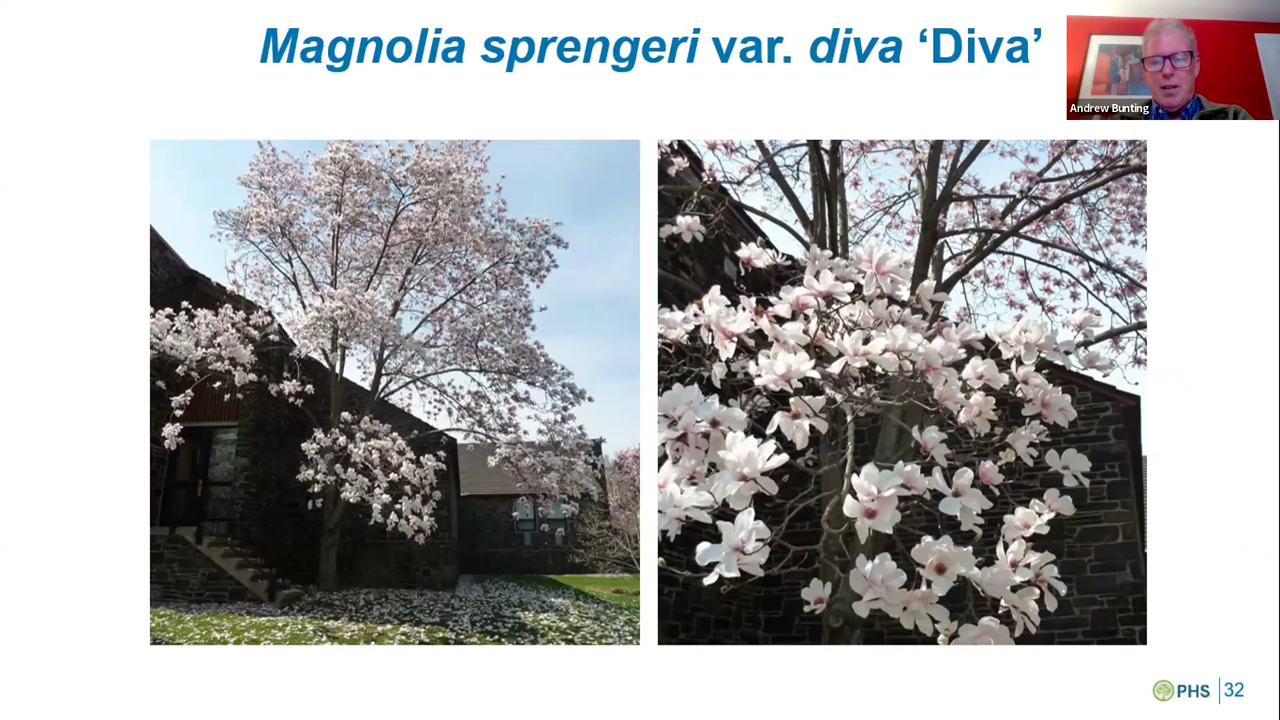 Magnolia sprengeri var. diva ‘Diva’
Andrew Bunting
PHS
32